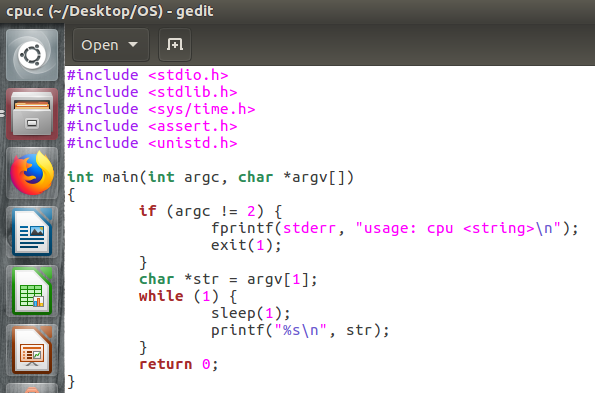 cpu.c (~/Desktop/OS) - gedit
Open
#include <stdio.h>
#include <stdlib.h>
#include <sys/time.h>
#include <assert.h>
#include <unistd.h>

int main(int argc, char *argv[])
{
        if (argc != 2) {
                fprintf(stderr, "usage: cpu <string>\n");
                exit(1);
        }
        char *str = argv[1];
        while (1) {
                sleep(1);
                printf("%s\n", str);
        }
        return 0;
}